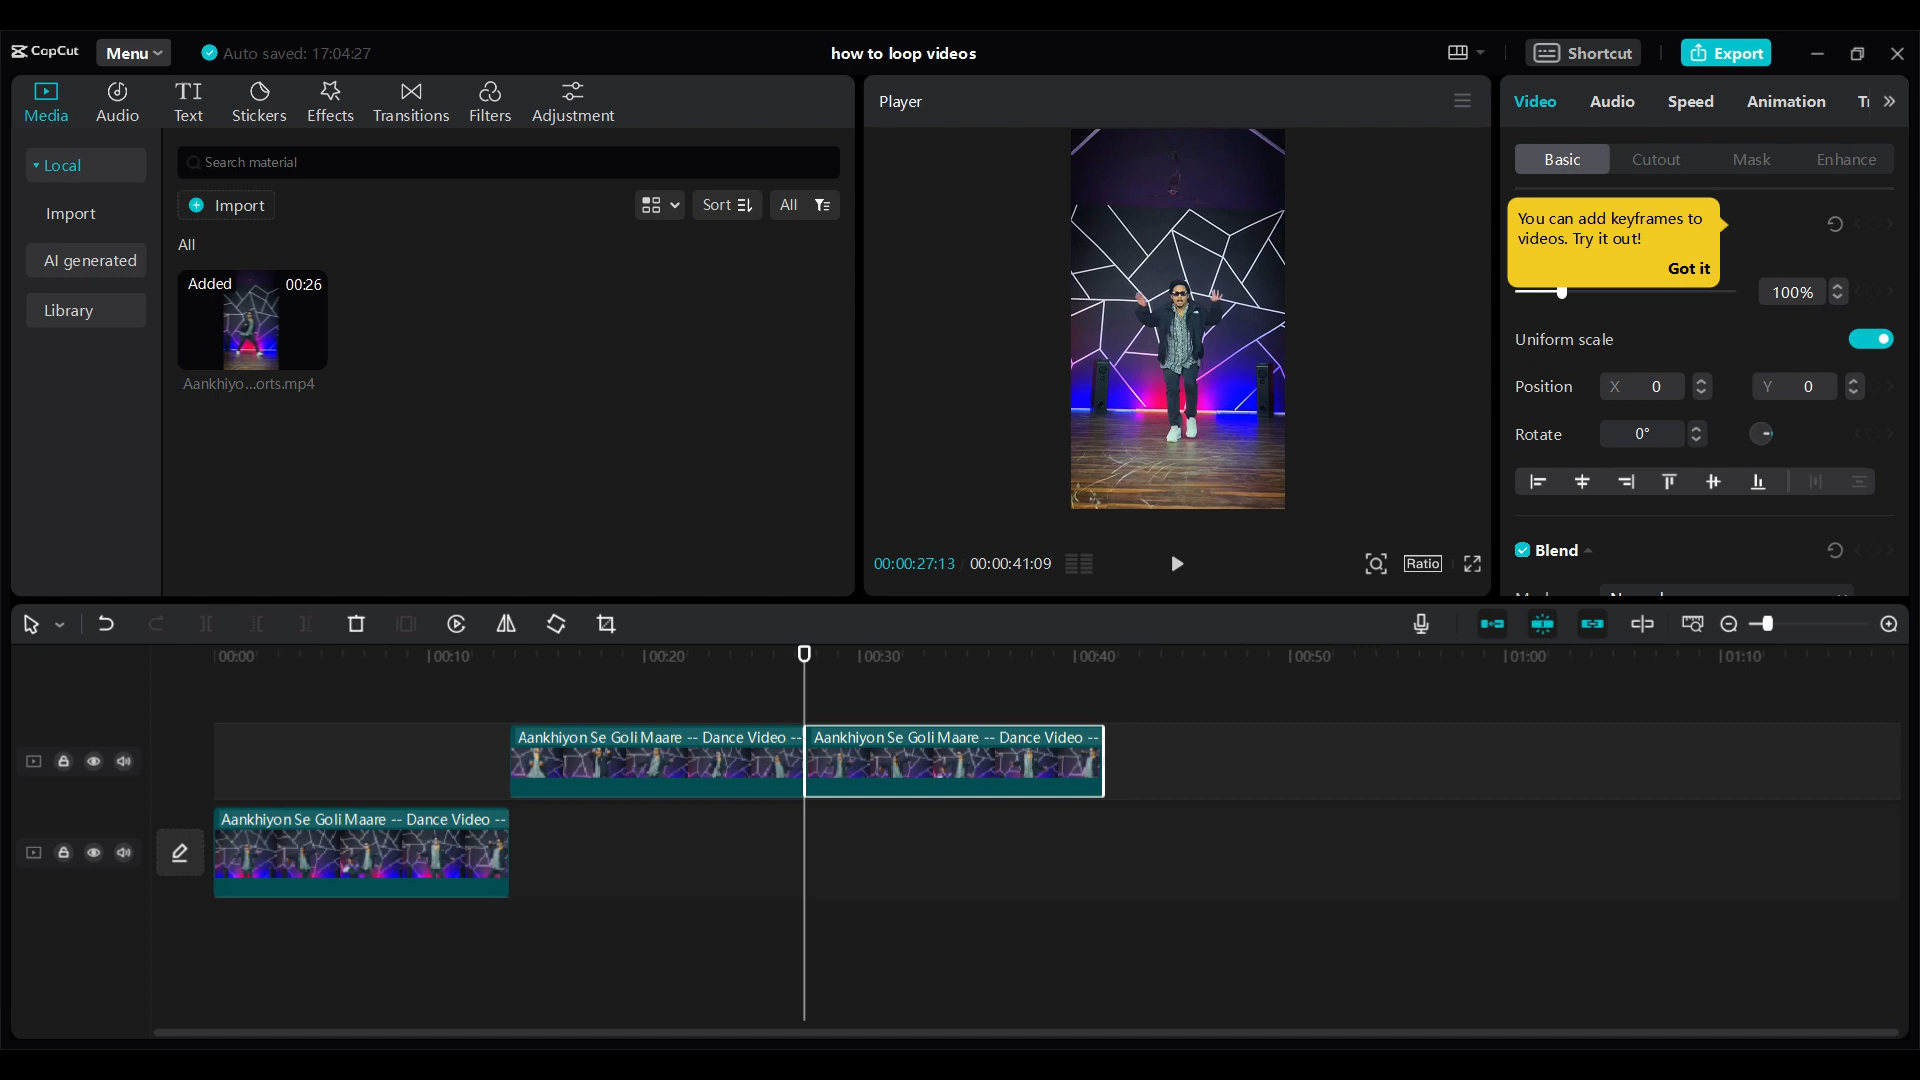 CapCut
Menu
Auto saved: 17:04:27
how to loop videos
Shortcut
Export
Media
Audio
Text
Stickers
Effects
Transitions
Filters
Adjustment
Local
Import
AI generated
Library
Search material
Import
Sort
All
All
Added
00:26
Aankhiyo...orts.mp4
Player
00:00:27:13
00:00:41:09
Ratio
Video
Audio
Speed
Animation
Basic
Cutout
Mask
Enhance
You can add keyframes to
videos. Try it out!
Got it
100%
Uniform scale
Position
X 0
Y 0
Rotate
0°
Blend
00:00
00:10
00:20
00:30
00:40
00:50
01:00
01:10
Aankhiyon Se Goli Maare -- Dance Video --
Aankhiyon Se Goli Maare -- Dance Video --
Aankhiyon Se Goli Maare -- Dance Video --